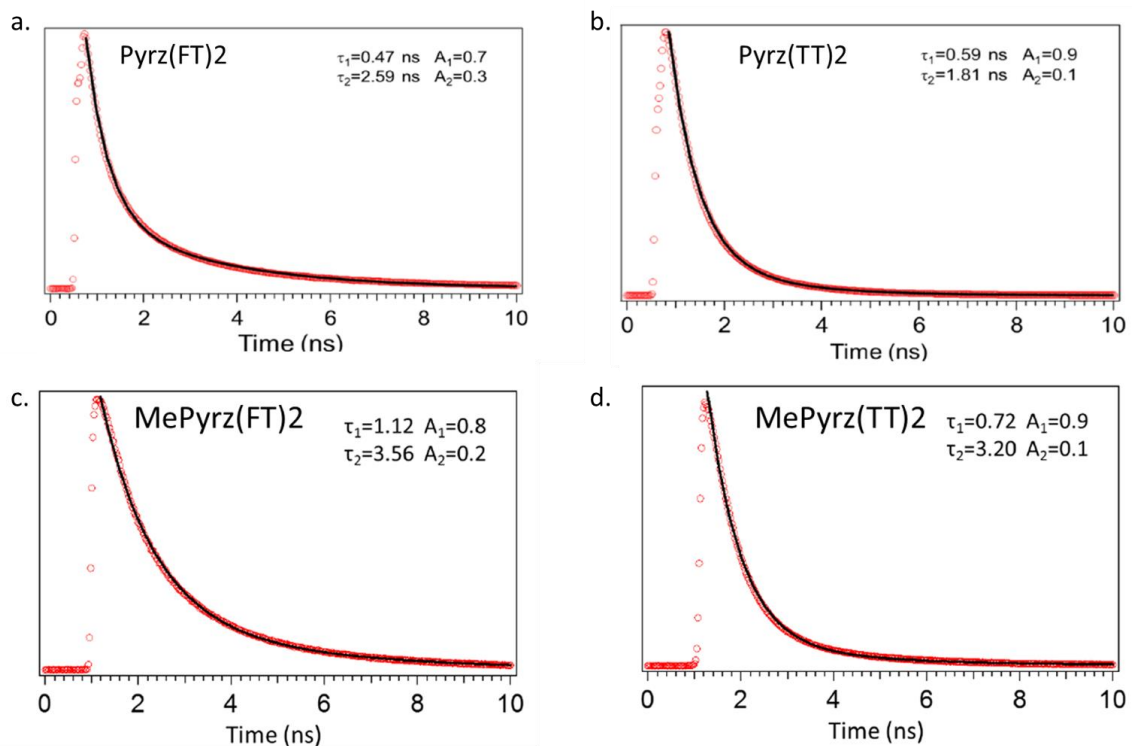 a.
Pyrz(FT)2
τ1=0.47 ns A1=0.7
τ2=2.59 ns A2=0.3
0 2 4 6 8 10
Time (ns)
b.
Pyrz(TT)2
τ1=0.59 ns A1=0.9
τ2=1.81 ns A2=0.1
0 2 4 6 8 10
Time (ns)
c.
MePyrz(FT)2
τ1=1.12 A1=0.8
τ2=3.56 A2=0.2
0 2 4 6 8 10
Time (ns)
d.
MePyrz(TT)2
τ1=0.72 A1=0.9
τ2=3.20 A2=0.1
0 2 4 6 8 10
Time (ns)